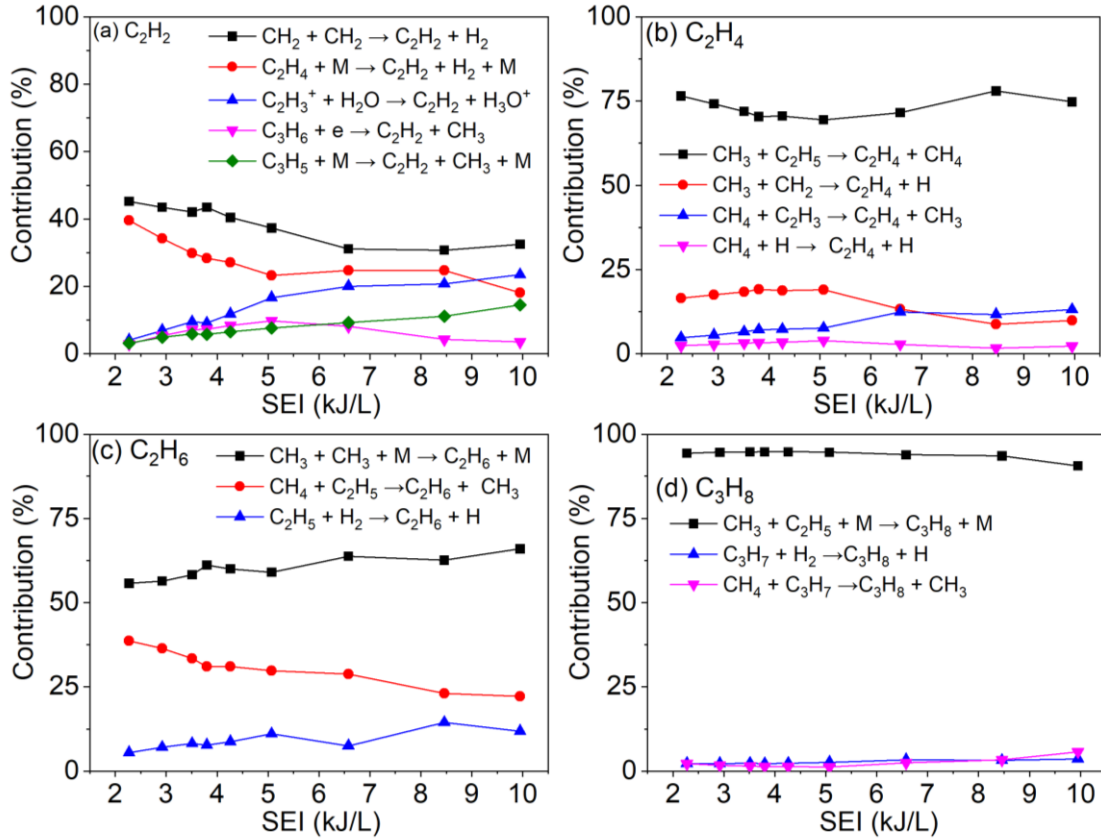 (a) C₂H₂
CH₂ + CH₂ → C₂H₂ + H₂
C₂H₄ + M → C₂H₂ + H₂ + M
C₂H₃⁺ + H₂O → C₂H₂ + H₃O⁺
C₃H₆ + e → C₂H₂ + CH₃
C₃H₅ + M → C₂H₂ + CH₃ + M
Contribution (%)
100
80
60
40
20
0
2 3 4 5 6 7 8 9 10
SEI (kJ/L)
(b) C₂H₄
CH₃ + C₂H₅ → C₂H₄ + CH₄
CH₃ + CH₂ → C₂H₄ + H
CH₄ + C₂H₃ → C₂H₄ + CH₃
CH₄ + H → C₂H₄ + H
Contribution (%)
100
75
50
25
0
2 3 4 5 6 7 8 9 10
SEI (kJ/L)
(c) C₂H₆
CH₃ + CH₃ + M → C₂H₆ + M
CH₄ + C₂H₅ →C₂H₆ + CH₃
C₂H₅ + H₂ → C₂H₆ + H
Contribution (%)
100
75
50
25
0
2 3 4 5 6 7 8 9 10
SEI (kJ/L)
(d) C₃H₈
CH₃ + C₂H₅ + M → C₃H₈ + M
C₃H₇ + H₂ →C₃H₈ + H
CH₄ + C₃H₇ →C₃H₈ + CH₃
Contribution (%)
100
75
50
25
0
2 3 4 5 6 7 8 9 10
SEI (kJ/L)